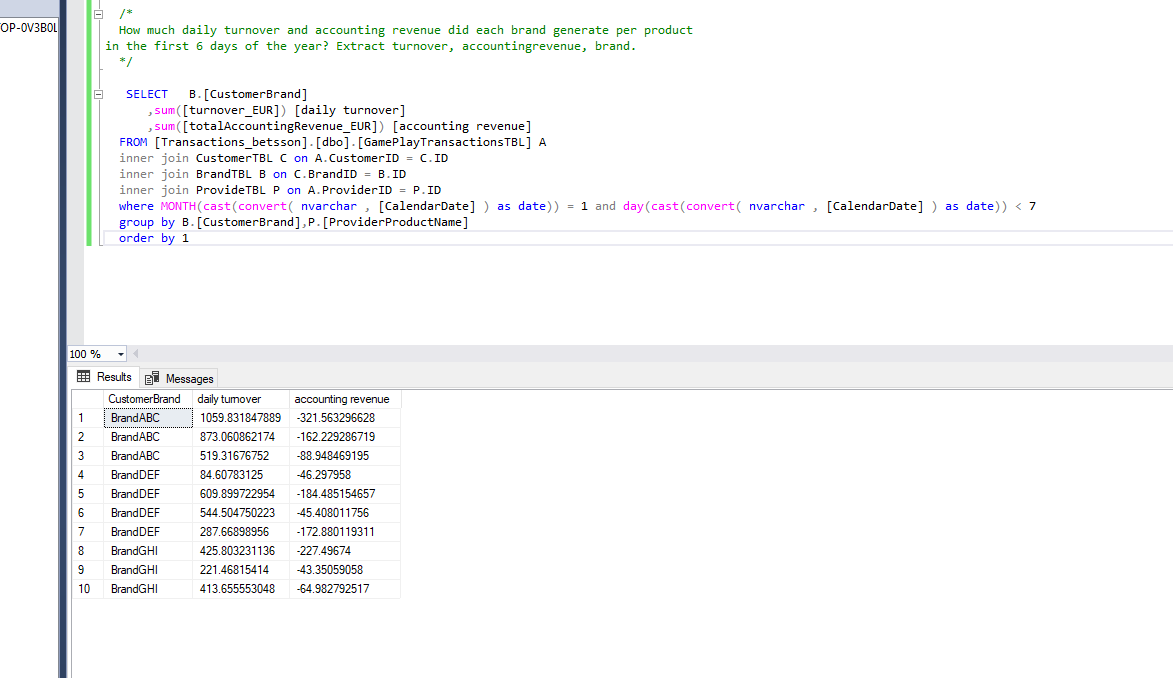 /*
How much daily turnover and accounting revenue did each brand generate per product
in the first 6 days of the year? Extract turnover, accountingrevenue, brand.
*/
SELECT B.[CustomerBrand]
,sum([turnover_EUR]) [daily turnover]
,sum([totalAccountingRevenue_EUR]) [accounting revenue]
FROM [Transactions_betsson].[dbo].[GamePlayTransactionsTBL] A
inner join CustomerTBL C on A.CustomerID = C.ID
inner join BrandTBL B on C.BrandID = B.ID
inner join ProvideTBL P on A.ProviderID = P.ID
where MONTH(cast(convert( nvarchar , [CalendarDate] ) as date)) = 1 and day(cast(convert( nvarchar , [CalendarDate] ) as date)) < 7
group by B.[CustomerBrand],P.[ProviderProductName]
order by 1
100 %
Results Messages
CustomerBrand daily turnover accounting revenue
1 BrandABC 1059.831847889 -321.563296628
2 BrandABC 873.060862174 -162.229286719
3 BrandABC 519.31676752 -88.948469195
4 BrandDEF 84.60783125 -46.297958
5 BrandDEF 609.899722954 -184.485154657
6 BrandDEF 544.504750223 -45.408011756
7 BrandDEF 287.66898956 -172.880119311
8 BrandGHI 425.803231136 -227.49674
9 BrandGHI 221.46815414 -43.35059058
10 BrandGHI 413.655553048 -64.982792517